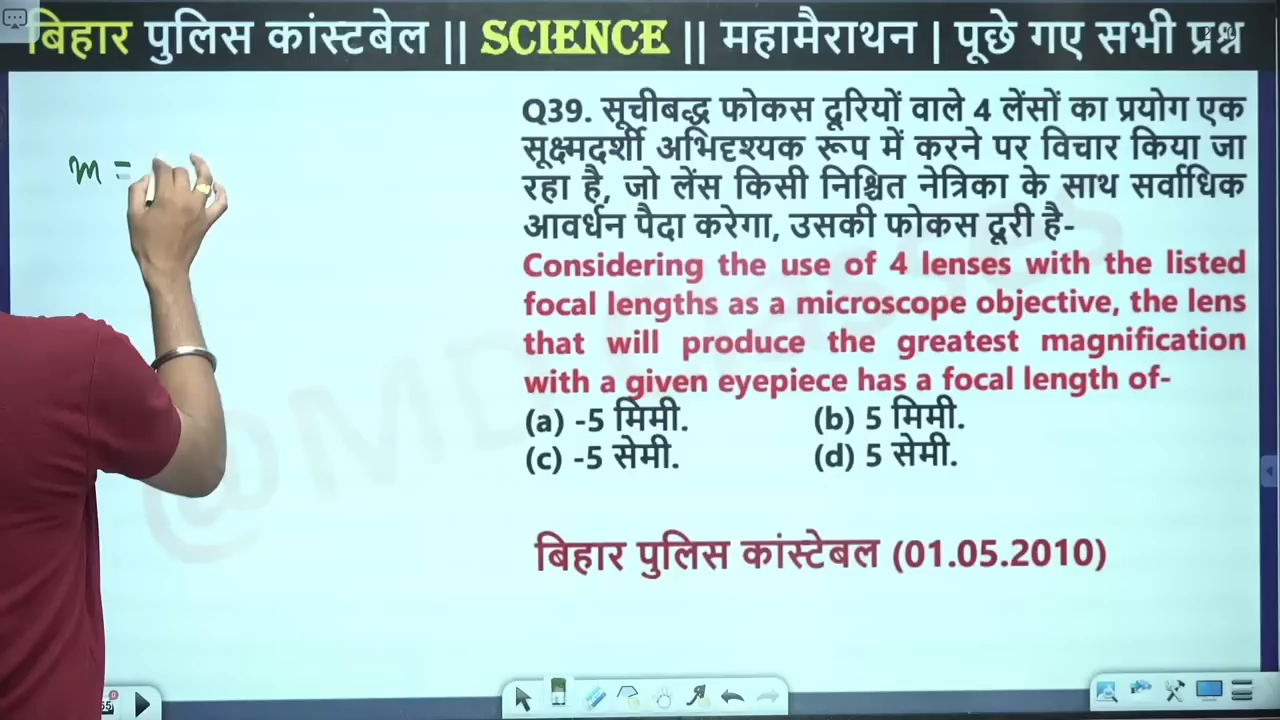 बिहार पुलिस कांस्टबेल || SCIENCE || महामैराथन | पूछे गए सभी प्रश्न
m =
Q39. सूचीबद्ध फोकस दूरियों वाले 4 लेंसों का प्रयोग एक
सूक्ष्मदर्शी अभिदृश्यक रूप में करने पर विचार किया जा
रहा है, जो लेंस किसी निश्चित नेत्रिका के साथ सर्वाधिक
आवर्धन पैदा करेगा, उसकी फोकस दूरी है-
Considering the use of 4 lenses with the listed
focal lengths as a microscope objective, the lens
that will produce the greatest magnification
with a given eyepiece has a focal length of-
(a) -5 मिमी. (b) 5 मिमी.
(c) -5 सेमी. (d) 5 सेमी.
बिहार पुलिस कांस्टेबल (01.05.2010)